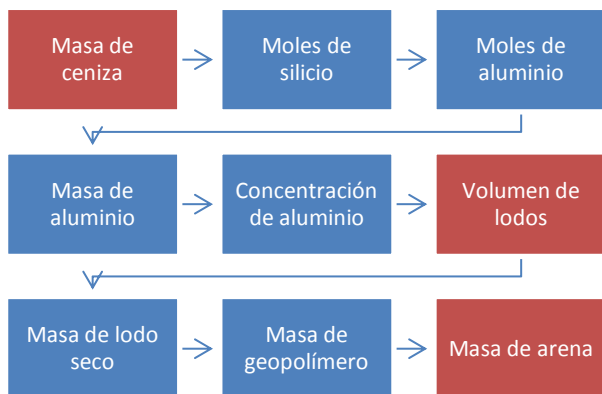 Masa de
ceniza
Moles de
silicio
Moles de
aluminio
Masa de
aluminio
Concentración
de aluminio
Volumen de
lodos
Masa de lodo
seco
Masa de
geopolímero
Masa de arena